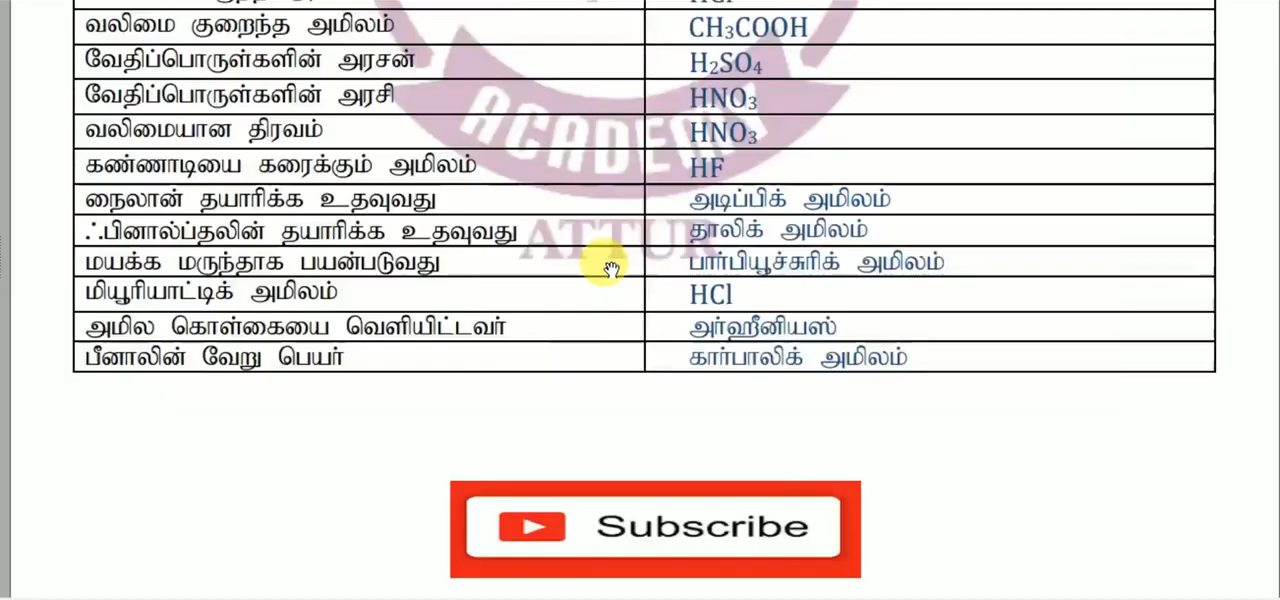 வலிமை குறைந்த அமிலம் CH₃COOH
வேதிப்பொருள்களின் அரசன் H₂SO₄
வேதிப்பொருள்களின் அரசி HNO₃
வலிமையான திரவம் HNO₃
கண்ணாடியை கரைக்கும் அமிலம் HF
நைலான் தயாரிக்க உதவுவது அடிப்பிக் அமிலம்
ஃபினால்ப்தலின் தயாரிக்க உதவுவது தாலிக் அமிலம்
மயக்க மருந்தாக பயன்படுவது பார்பியூச்சுரிக் அமிலம்
மியூரியாட்டிக் அமிலம் HCl
அமில கொள்கையை வெளியிட்டவர் அர்ஹீனியஸ்
பீனாலின் வேறு பெயர் கார்பாலிக் அமிலம்
ACADEMY
ATTUR
Subscribe